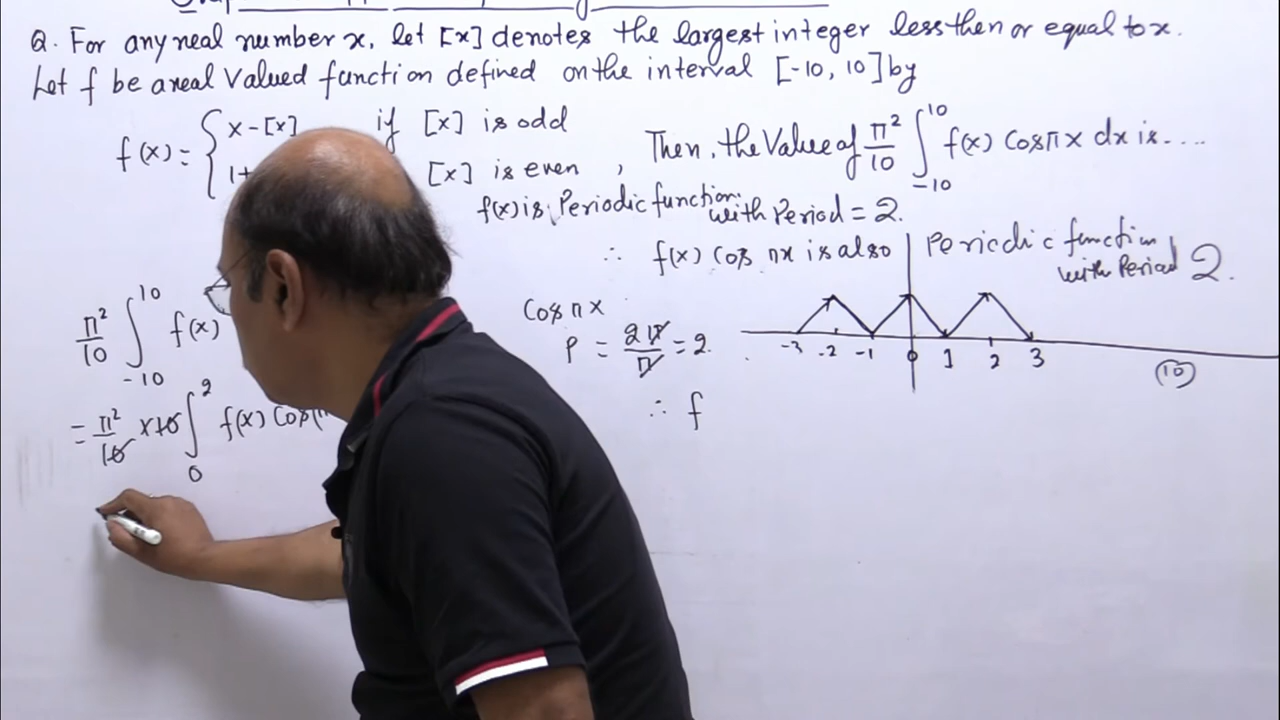 Q. For any real number x, let [x] denotes the largest integer less then or equal to x.
Let f be a real Valued function defined on the interval [-10, 10] by
f(x) = { x - [x] if [x] is odd
1+ [x] is even , Then, the Value of π²/10 ∫_{-10}^{10} f(x) Cos πx dx is....
f(x) is Periodic function with Period = 2.
∴ f(x) Cos πx is also Periodic function with Period 2.
π²/10 ∫_{-10}^{10} f(x)
Cos πx
P = 2π/π = 2.
-3 -2 -1 0 1 2 3
(10)
= π²/10 × 10 ∫_0^2 f(x) Cos(π
∴ f